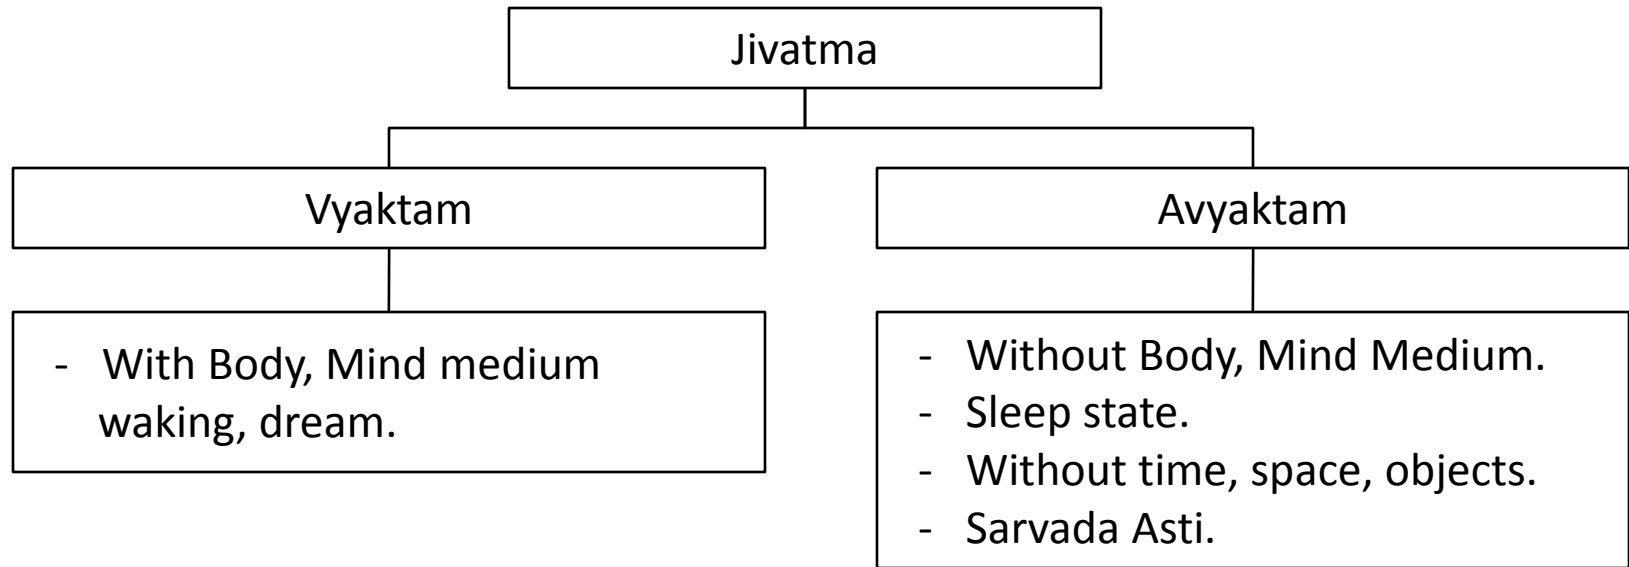 Jivatma
Vyaktam
Avyaktam
- With Body, Mind medium
waking, dream.
- Without Body, Mind Medium.
- Sleep state.
- Without time, space, objects.
- Sarvada Asti.